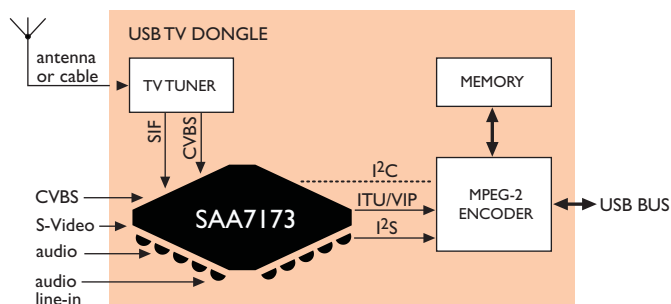 USB TV DONGLE
antenna
or cable
TV TUNER
MEMORY
SIF
CVBS
I²C
CVBS
ITU/VIP
MPEG-2
ENCODER
USB BUS
S-Video
SAA7173
I²S
audio
audio
line-in